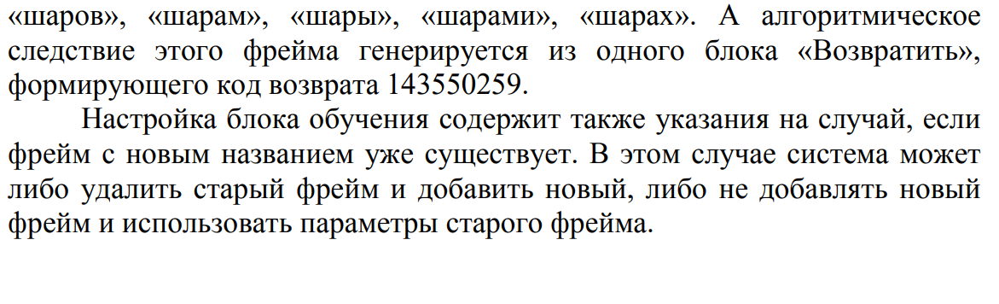 «шаров», «шарам», «шары», «шарами», «шарах». А алгоритмическое
следствие этого фрейма генерируется из одного блока «Возвратить»,
формирующего код возврата 143550259.
Настройка блока обучения содержит также указания на случай, если
фрейм с новым названием уже существует. В этом случае система может
либо удалить старый фрейм и добавить новый, либо не добавлять новый
фрейм и использовать параметры старого фрейма.